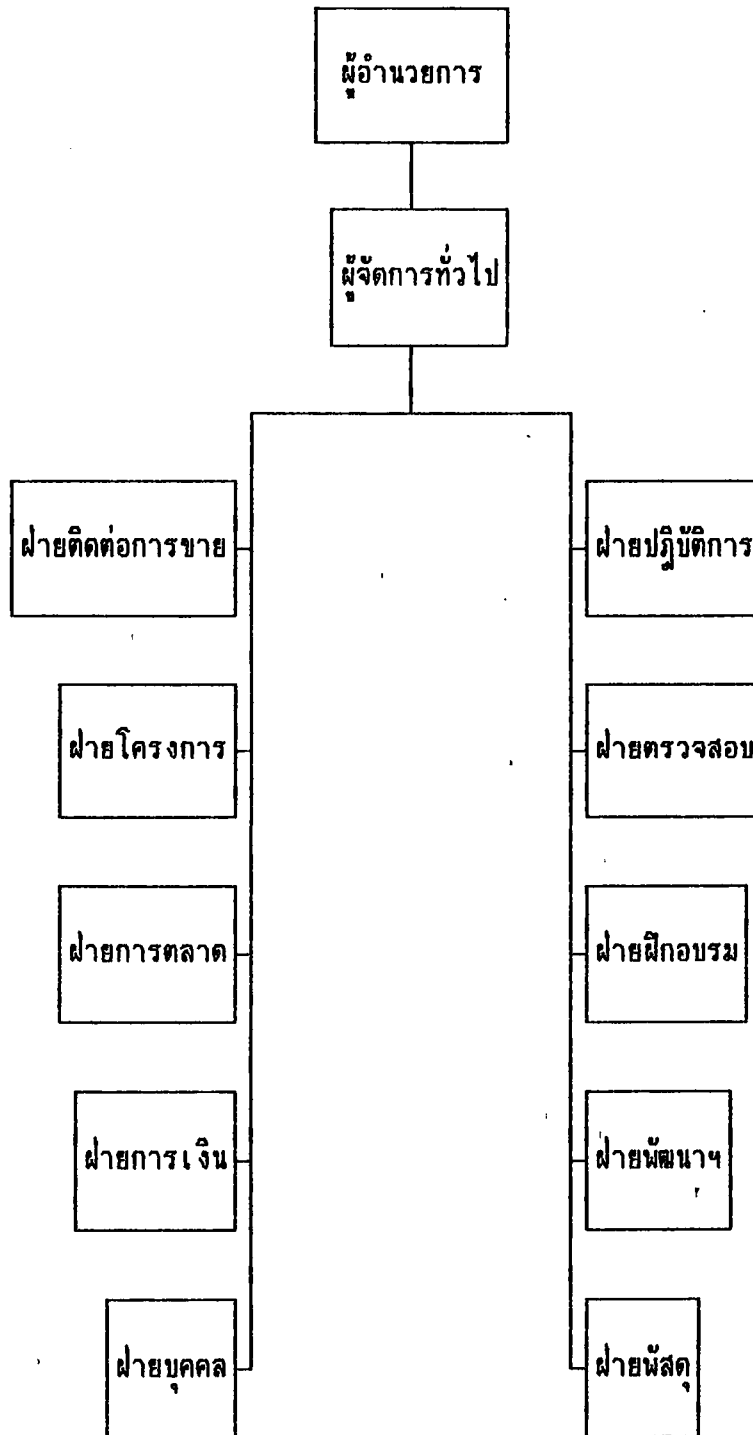 ผู้อำนวยการ
ผู้จัดการทั่วไป
ฝ่ายติดต่อการขาย
ฝ่ายปฎิบัติการ
ฝ่ายโครงการ
ฝ่ายตรวจสอบ
ฝ่ายการตลาด
ฝ่ายฝึกอบรม
ฝ่ายการเงิน
ฝ่ายพัฒนาฯ
ฝ่ายบุคคล
ฝ่ายพัสดุ